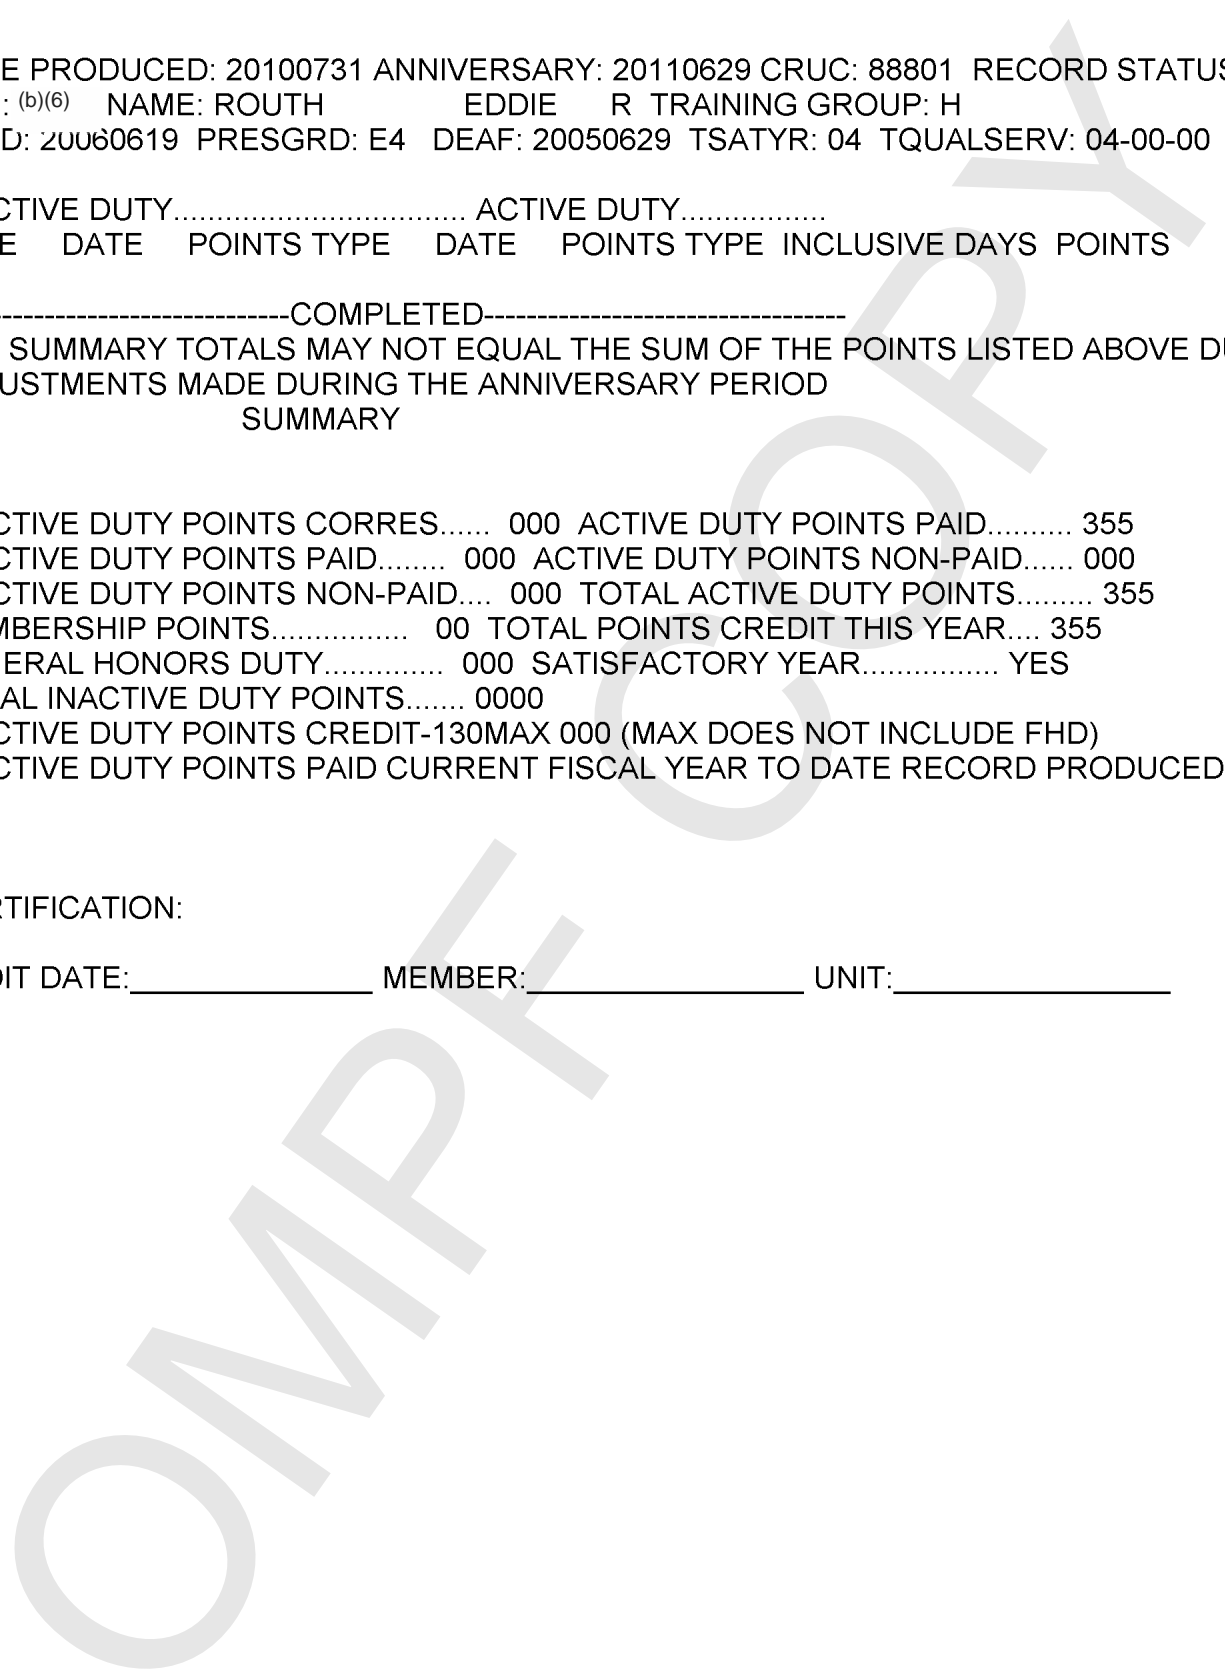 E PRODUCED: 20100731 ANNIVERSARY: 20110629 CRUC: 88801 RECORD STATUS
: (b)(6) NAME: ROUTH EDDIE R TRAINING GROUP: H
D: 20060619 PRESGRD: E4 DEAF: 20050629 TSATYR: 04 TQUALSERV: 04-00-00
CTIVE DUTY.................................. ACTIVE DUTY.................
E DATE POINTS TYPE DATE POINTS TYPE INCLUSIVE DAYS POINTS
----------------------------COMPLETED----------------------------------
SUMMARY TOTALS MAY NOT EQUAL THE SUM OF THE POINTS LISTED ABOVE DU
USTMENTS MADE DURING THE ANNIVERSARY PERIOD
SUMMARY
CTIVE DUTY POINTS CORRES...... 000 ACTIVE DUTY POINTS PAID.......... 355
CTIVE DUTY POINTS PAID........ 000 ACTIVE DUTY POINTS NON-PAID...... 000
CTIVE DUTY POINTS NON-PAID.... 000 TOTAL ACTIVE DUTY POINTS......... 355
MBERSHIP POINTS................ 00 TOTAL POINTS CREDIT THIS YEAR.... 355
ERAL HONORS DUTY.............. 000 SATISFACTORY YEAR................ YES
AL INACTIVE DUTY POINTS....... 0000
CTIVE DUTY POINTS CREDIT-130MAX 000 (MAX DOES NOT INCLUDE FHD)
CTIVE DUTY POINTS PAID CURRENT FISCAL YEAR TO DATE RECORD PRODUCED
RTIFICATION:
DIT DATE:______________ MEMBER:________________ UNIT:________________
OMPF COPY